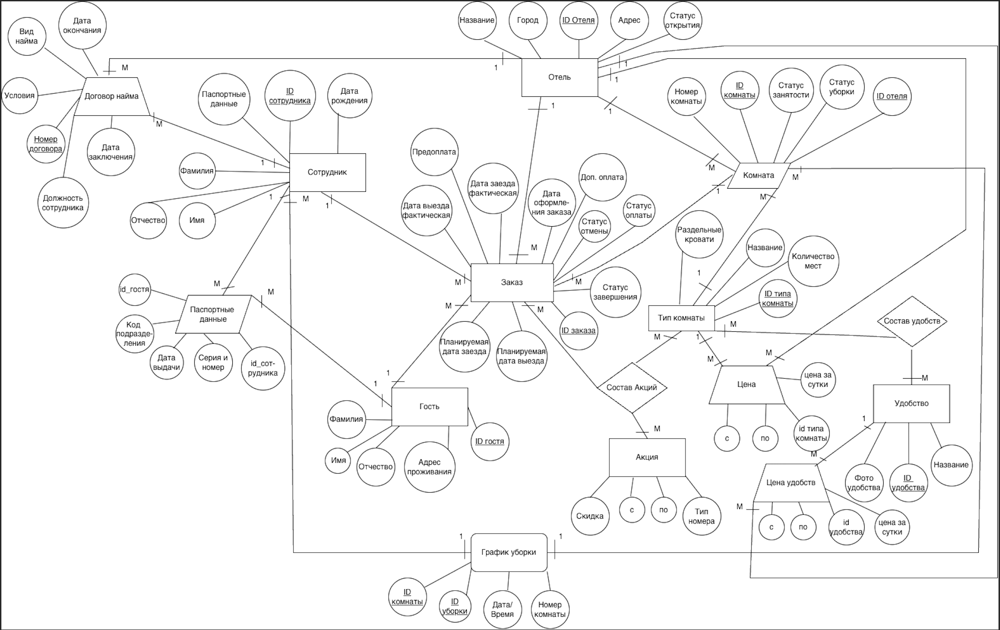 Дата
окончания
Вид
найма
Условия
Договор найма
Номер
договора
Дата
заключения
Должность
сотрудника
М
М
Название
Город
ID Отеля
Адрес
Статус
открытия
Отель
1
1
1
1
1
Паспортные
данные
ID
сотрудника
Дата
рождения
Фамилия
Отчество
Имя
Сотрудник
1
1
М
1
Номер
комнаты
ID
комнаты
Статус
занятости
Статус
уборки
ID отеля
Комната
М
1
М
М
Предоплата
Дата выезда
фактическая
Дата заезда
фактическая
Дата
оформле-
ния заказа
Доп. оплата
Статус
отмены
Статус
оплаты
Статус
завершения
Заказ
М
М
М
М
М
Планируемая
дата заезда
Планируемая
дата выезда
ID заказа
Раздельные
кровати
Название
Количество
мест
ID типа
комнаты
Тип комнаты
1
М
М
1
id_гостя
Код
подразде-
ления
Дата
выдачи
Серия и
номер
id_сот-
рудника
Паспортные
данные
М
М
Состав удобств
Состав Акций
1
1
Гость
Фамилия
Имя
Отчество
Адрес
проживания
ID гостя
М
М
Цена
цена за
сутки
с
по
id типа
комнаты
М
Удобство
1
Фото
удобства
ID
удобства
Название
М
Акция
Скидка
с
по
Тип
номера
М
Цена удобств
М
с
по
id
удобства
цена за
сутки
1
График уборки
1
ID
комнаты
ID
уборки
Дата/
Время
Номер
комнаты